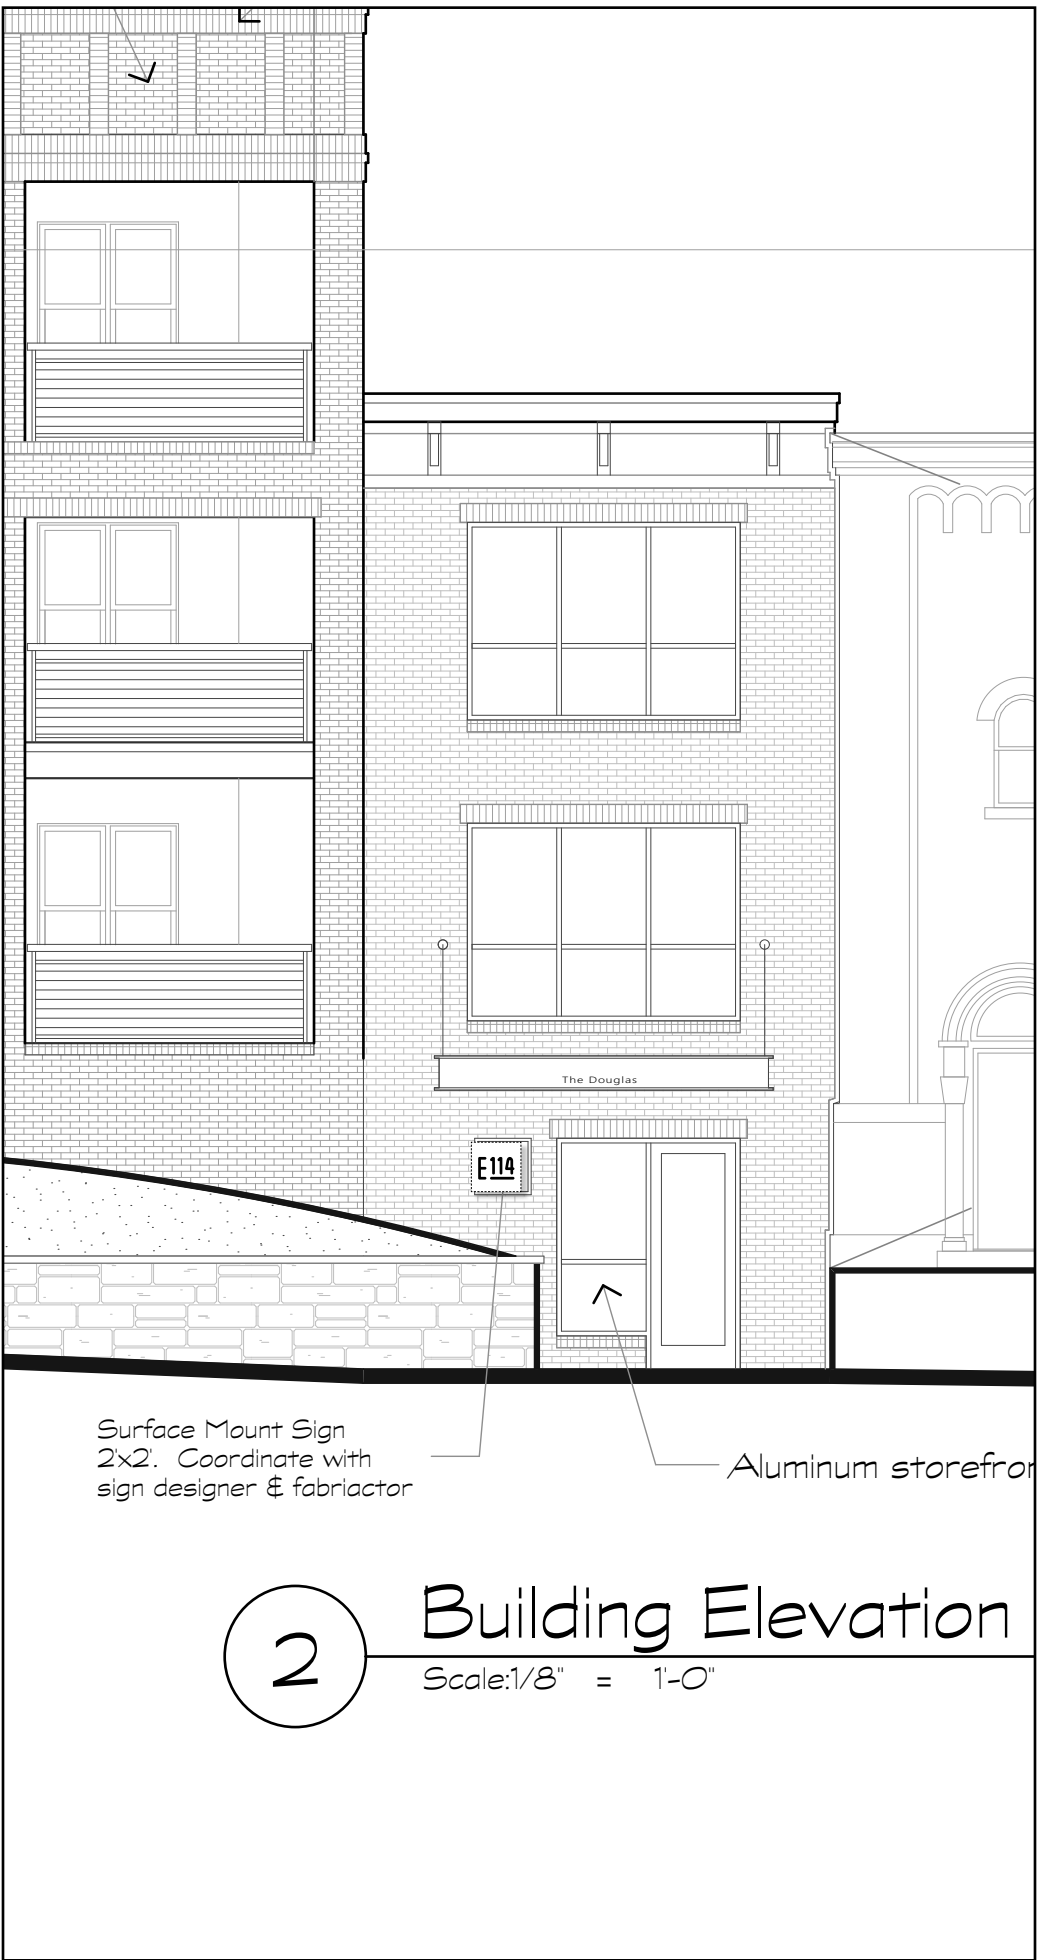 The Douglas
E114
Surface Mount Sign
2'x2'. Coordinate with
sign designer & fabriactor
Aluminum storefron
2
Building Elevation
Scale:1/8" = 1'-0"